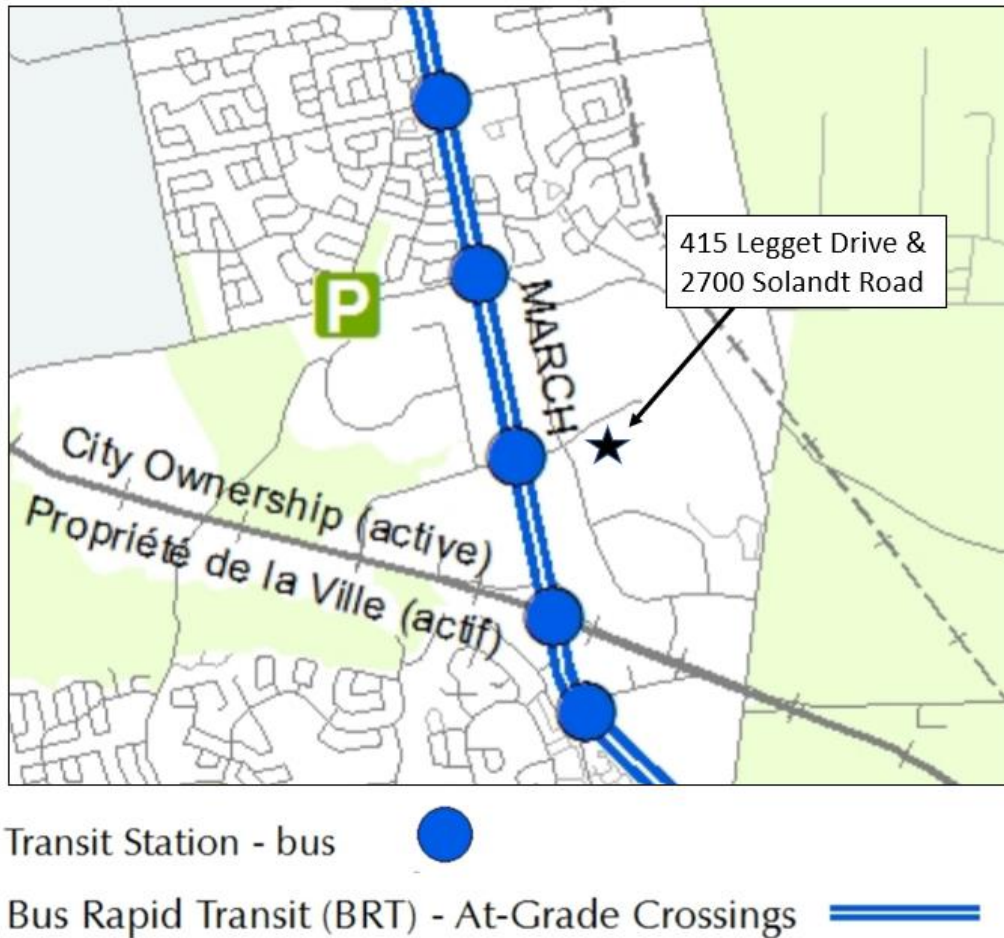 415 Legget Drive &
2700 Solandt Road
P
MARCH
City Ownership (active)
Propriété de la Ville (actif)
Transit Station - bus
Bus Rapid Transit (BRT) - At-Grade Crossings